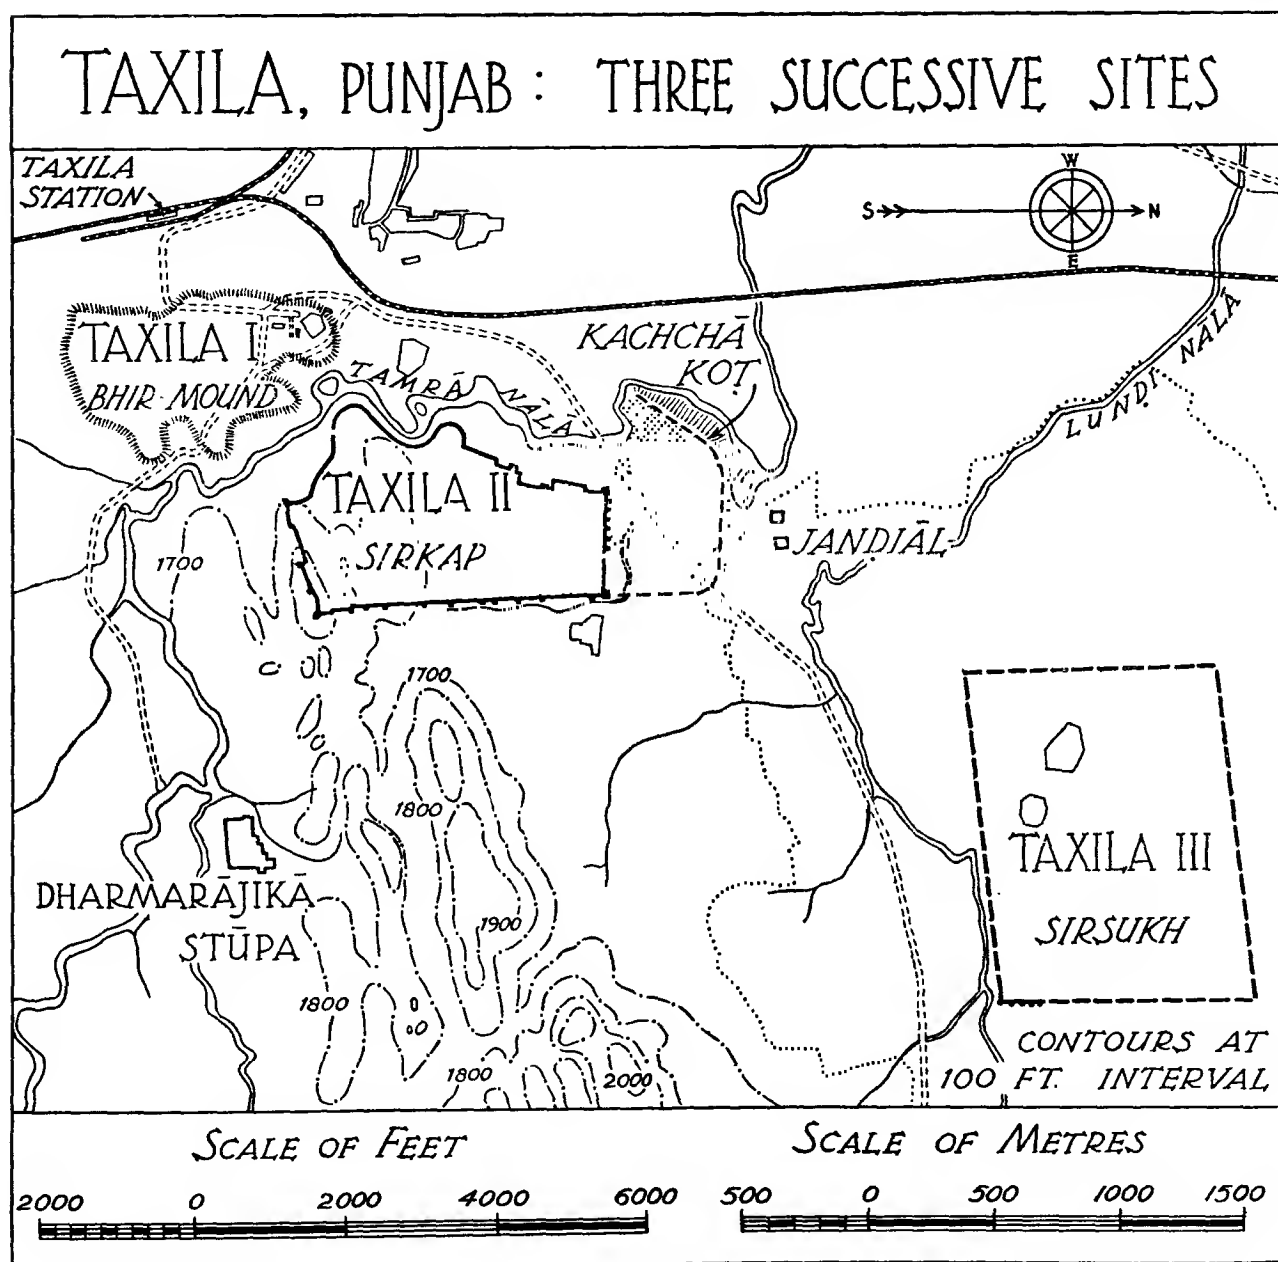 TAXILA, PUNJAB: THREE SUCCESSIVE SITES
TAXILA
STATION
W
S
N
E
TAXILA I
BHIR MOUND
TAMRĀ NĀLĀ
KACHCHĀ
KOṬ
LUNḌI NĀLĀ
TAXILA II
SIRKAP
JANDIĀL
1700
1700
1800
1900
TAXILA III
SIRSUKH
DHARMARĀJIKĀ
STŪPA
1800
1800
2000
CONTOURS AT
100 FT. INTERVAL
SCALE OF FEET
2000 0 2000 4000 6000
SCALE OF METRES
500 0 500 1000 1500